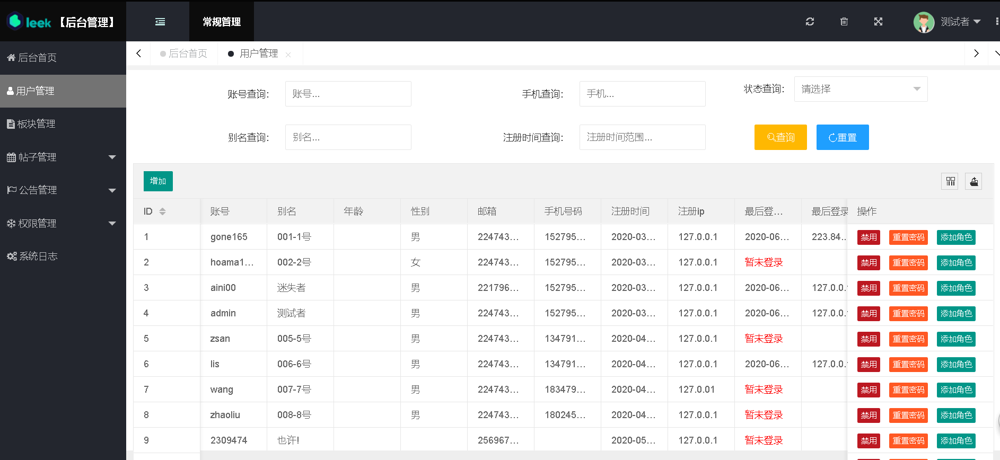 leek 【后台管理】
常规管理
测试者
后台首页
用户管理
板块管理
帖子管理
公告管理
权限管理
系统日志
后台首页 用户管理
账号查询: 账号... 手机查询: 手机... 状态查询: 请选择
别名查询: 别名... 注册时间查询: 注册时间范围... 查询 重置
增加
ID 账号 别名 年龄 性别 邮箱 手机号码 注册时间 注册ip 最后登... 最后登录 操作
1 gone165 001-1号 男 224743... 152795... 2020-03... 127.0.0.1 2020-06... 223.84... 禁用 重置密码 添加角色
2 hoama1... 002-2号 女 224743... 152795... 2020-03... 127.0.0.1 暂未登录 禁用 重置密码 添加角色
3 aini00 迷失者 男 221796... 152795... 2020-03... 127.0.0.1 2020-06... 127.0.0.1 禁用 重置密码 添加角色
4 admin 测试者 男 224743... 152795... 2020-03... 127.0.0.1 2020-06... 127.0.0.1 禁用 重置密码 添加角色
5 zsan 005-5号 男 224743... 134791... 2020-04... 127.0.0.1 暂未登录 禁用 重置密码 添加角色
6 lis 006-6号 男 224743... 134791... 2020-04... 127.0.0.1 2020-06... 127.0.0.1 禁用 重置密码 添加角色
7 wang 007-7号 男 224743... 183479... 2020-04... 127.0.01 暂未登录 禁用 重置密码 添加角色
8 zhaoliu 008-8号 男 224743... 180245... 2020-04... 127.0.0.1 暂未登录 禁用 重置密码 添加角色
9 2309474 也许! 256967... 2020-05... 127.0.0.1 暂未登录 禁用 重置密码 添加角色